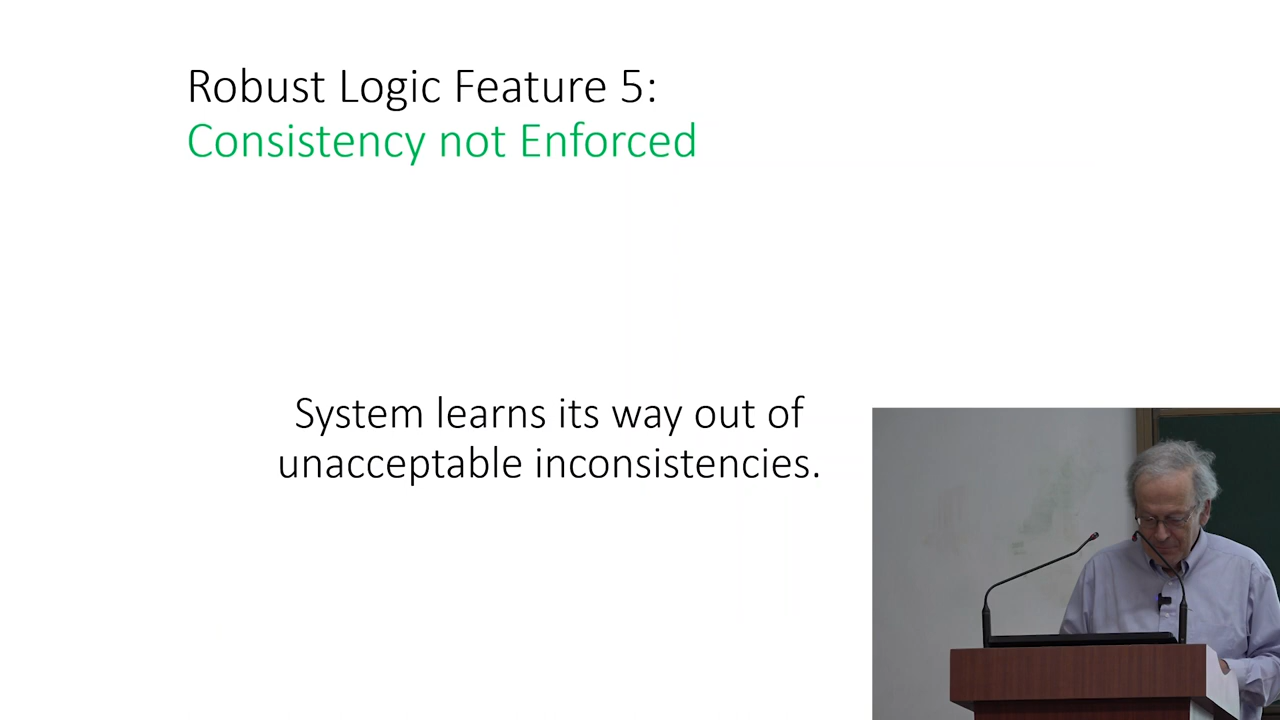 Robust Logic Feature 5:
Consistency not Enforced
System learns its way out of
unacceptable inconsistencies.